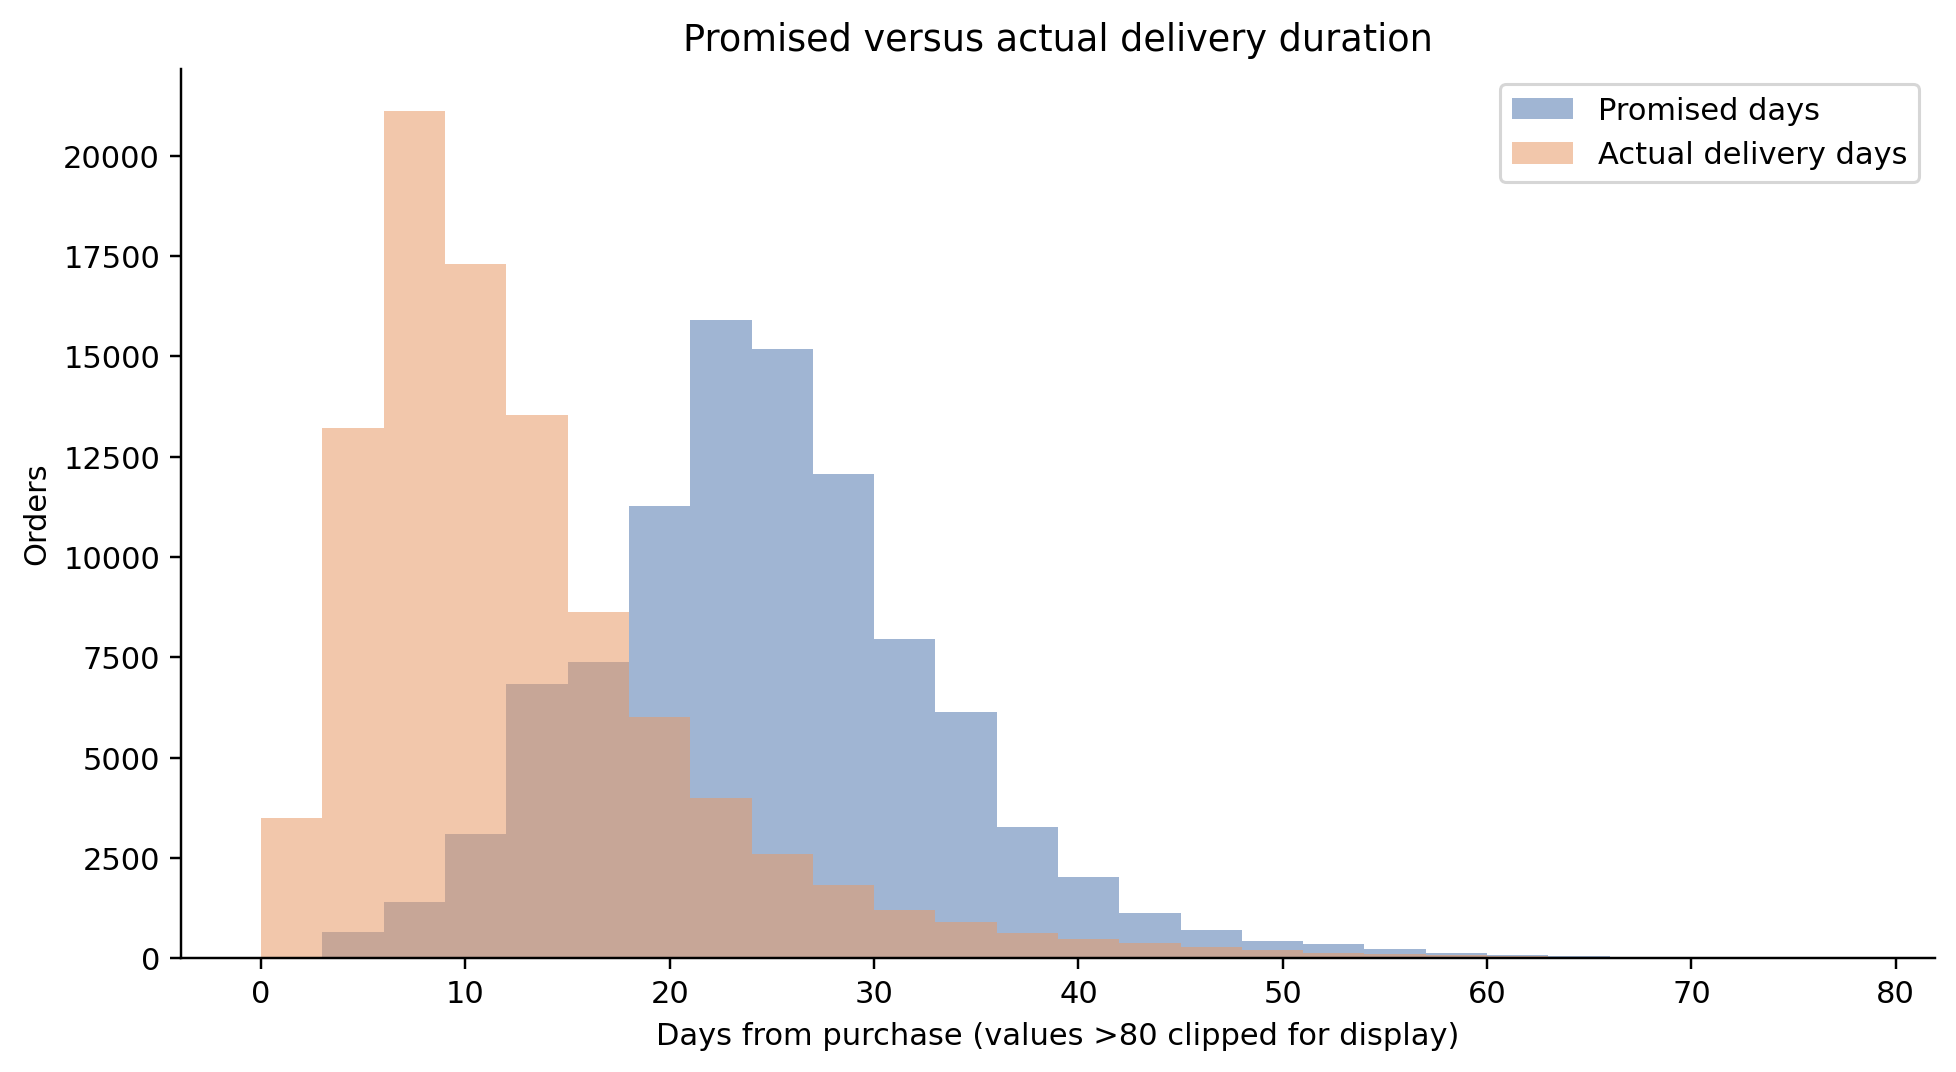 Promised versus actual delivery duration
Promised days
Actual delivery days
20000
17500
15000
12500
10000
7500
5000
2500
0
Orders
0 10 20 30 40 50 60 70 80
Days from purchase (values >80 clipped for display)